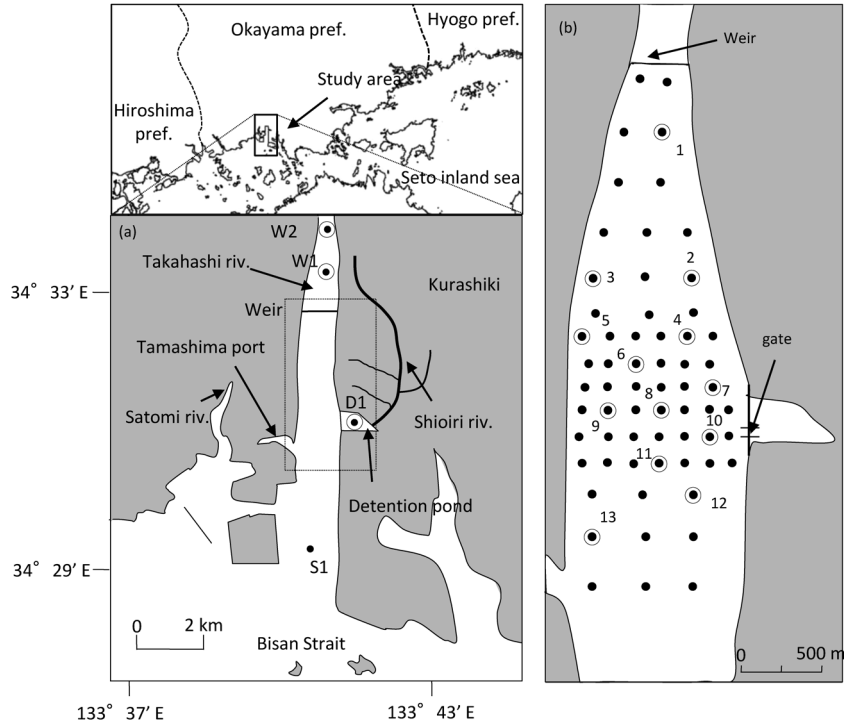 Okayama pref.
Hyogo pref.
Study area
Hiroshima
pref.
Seto inland sea
(a)
W2
Takahashi riv.
W1
34° 33′ E
Kurashiki
Weir
Tamashima port
Satomi riv.
D1
Shioiri riv.
Detention pond
34° 29′ E
S1
0 2 km
Bisan Strait
133° 37′ E
133° 43′ E
(b)
Weir
1
3
2
5
4
gate
6
7
8
9
10
11
12
13
0 500 m